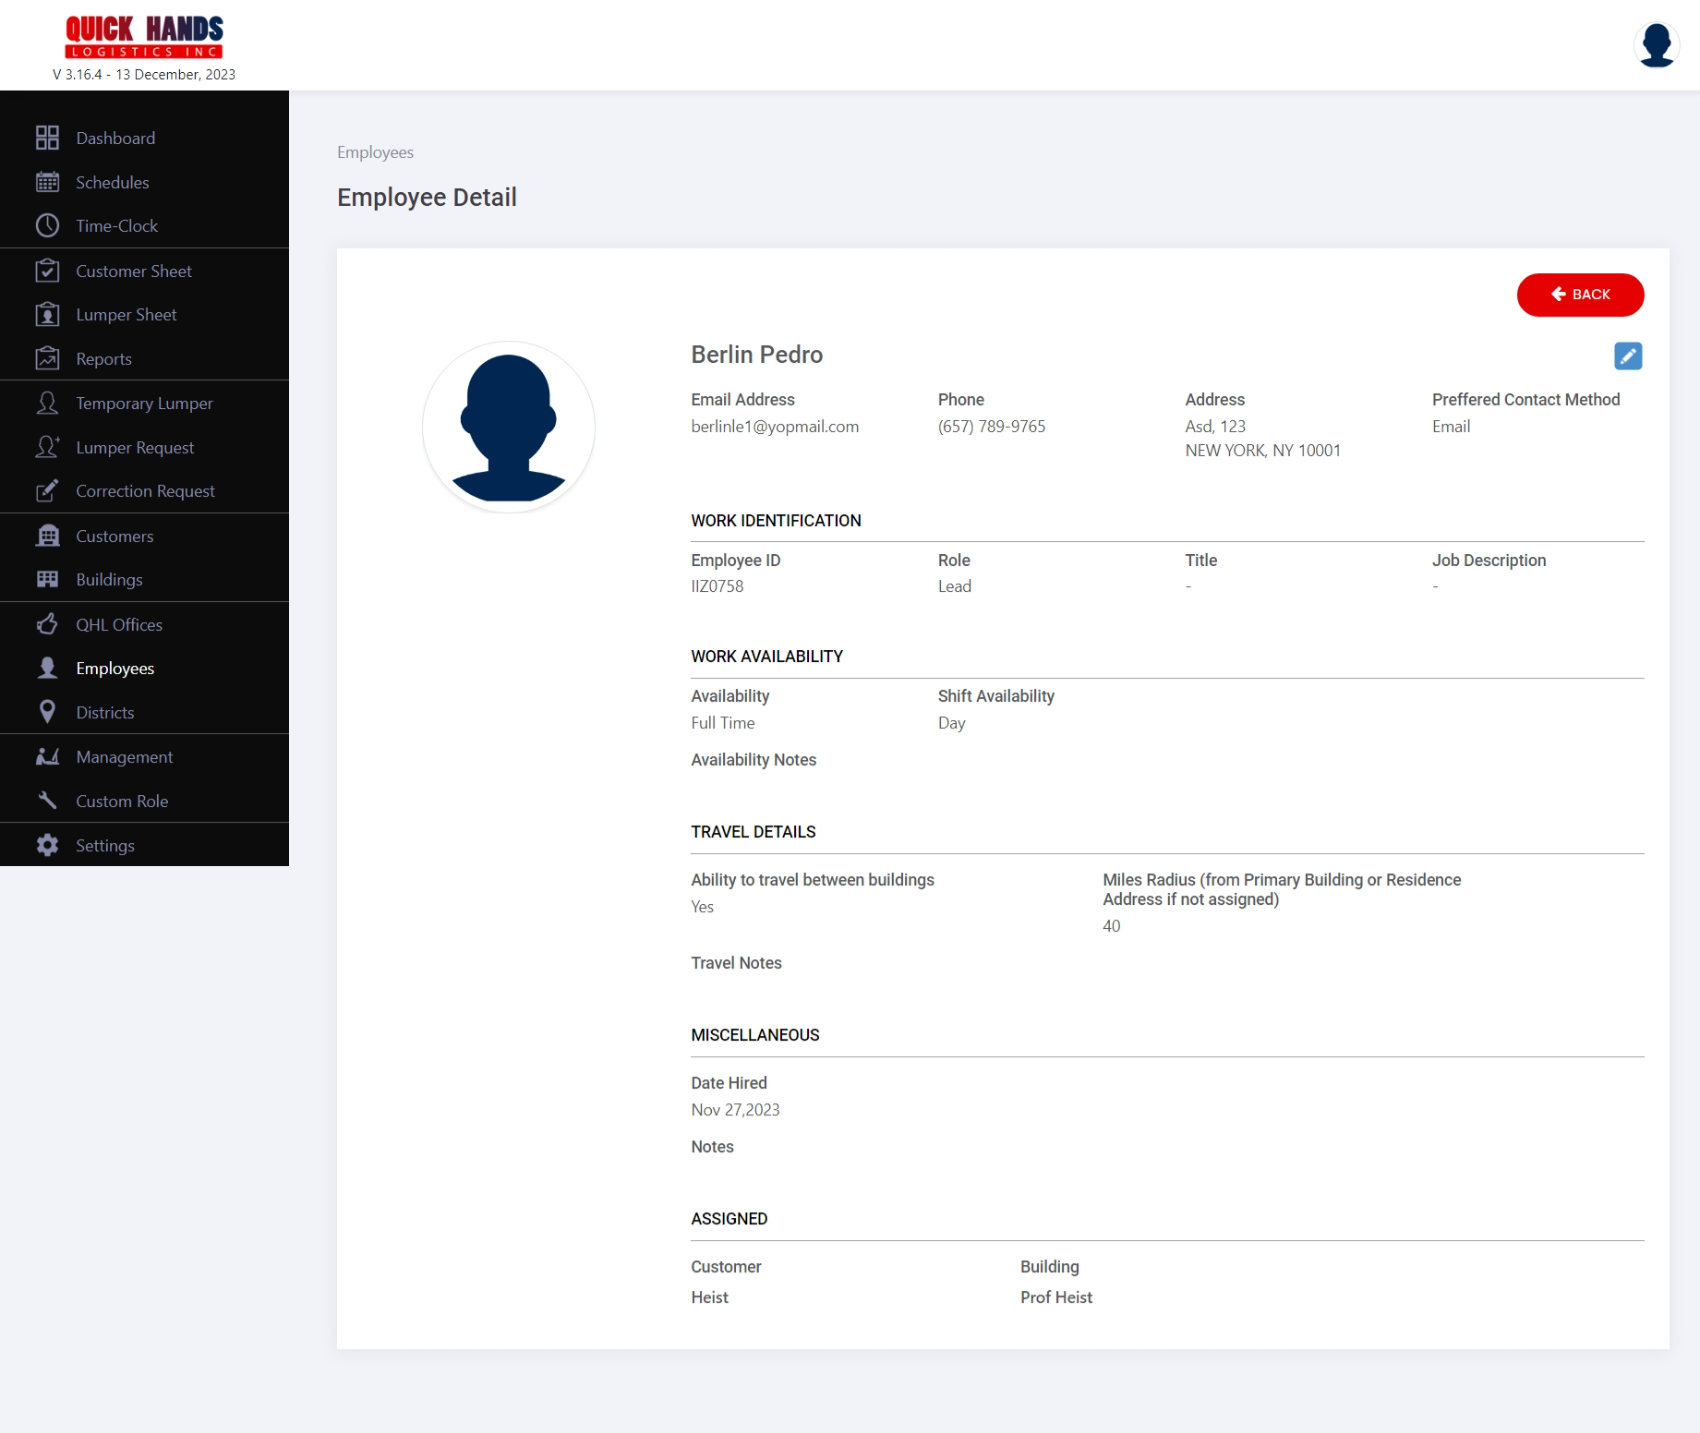 QUICK HANDS
LOGISTICS INC
V 3.16.4 - 13 December, 2023
Dashboard
Schedules
Time-Clock
Customer Sheet
Lumper Sheet
Reports
Temporary Lumper
Lumper Request
Correction Request
Customers
Buildings
QHL Offices
Employees
Districts
Management
Custom Role
Settings
Employees
Employee Detail
BACK
Berlin Pedro
Email Address Phone Address Preffered Contact Method
berlinle1@yopmail.com (657) 789-9765 Asd, 123 Email
NEW YORK, NY 10001
WORK IDENTIFICATION
Employee ID Role Title Job Description
IIZ0758 Lead - -
WORK AVAILABILITY
Availability Shift Availability
Full Time Day
Availability Notes
TRAVEL DETAILS
Ability to travel between buildings Miles Radius (from Primary Building or Residence
Yes Address if not assigned)
40
Travel Notes
MISCELLANEOUS
Date Hired
Nov 27,2023
Notes
ASSIGNED
Customer Building
Heist Prof Heist